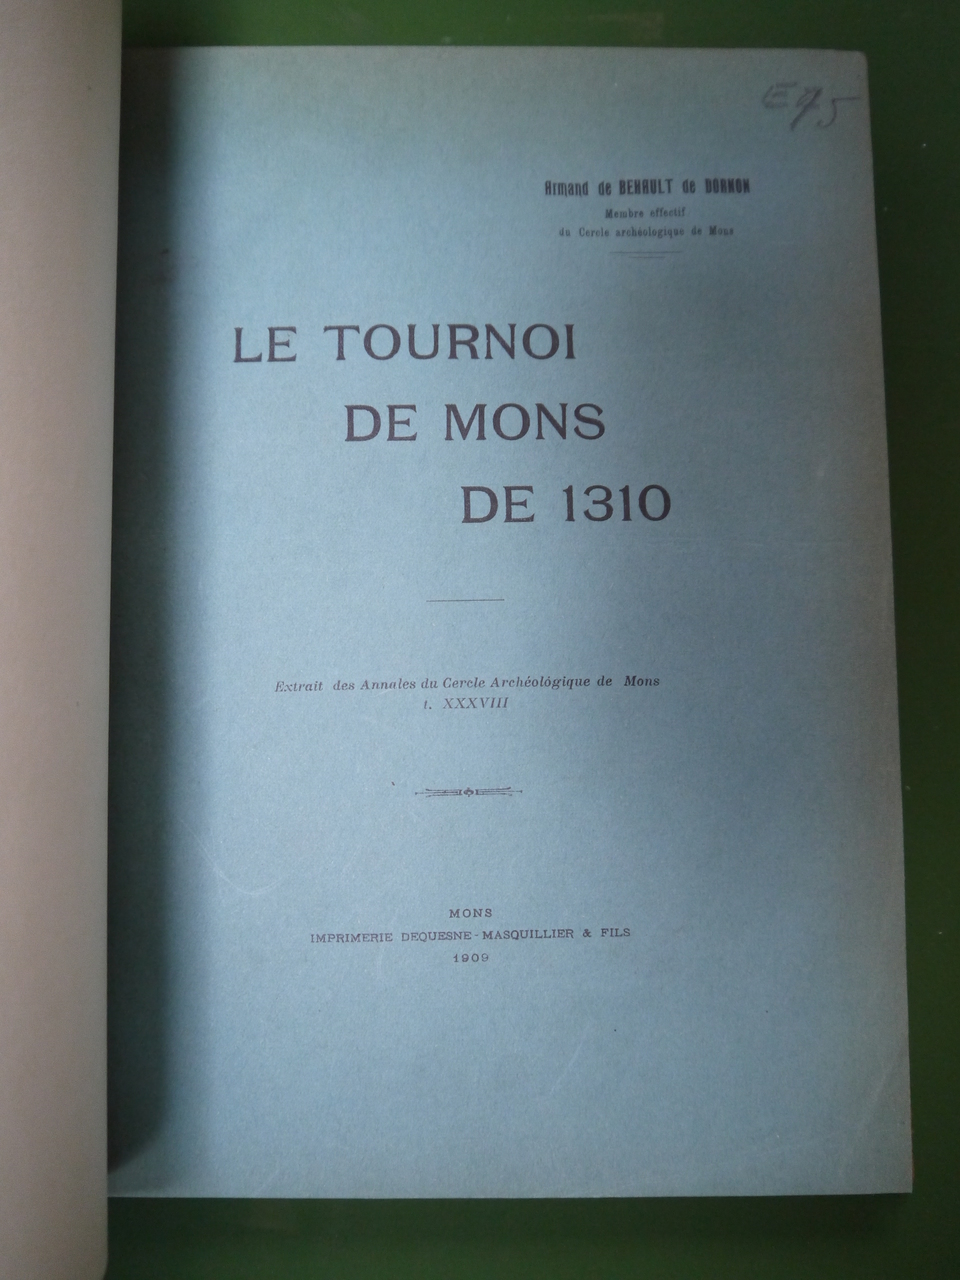 E75
Armand de BEHAULT de DORNON
Membre effectif
du Cercle archéologique de Mons
LE TOURNOI
DE MONS
DE 1310
Extrait des Annales du Cercle Archéologique de Mons
t. XXXVIII
MONS
IMPRIMERIE DEQUESNE-MASQUILLIER & FILS
1909